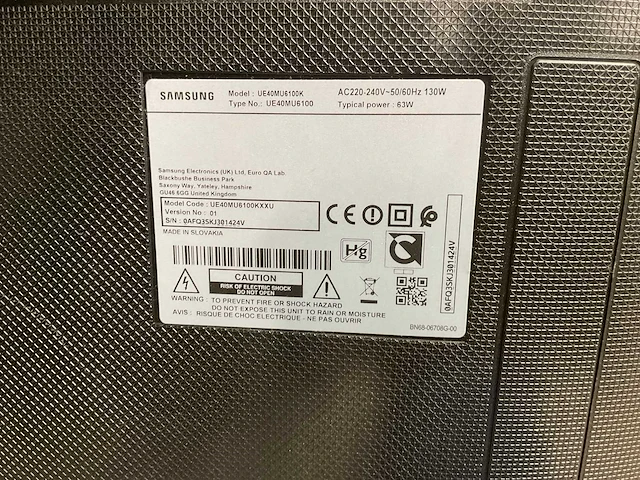 SAMSUNG
Model : UE40MU6100K
Type No.: UE40MU6100
AC220-240V~50/60Hz 130W
Typical power : 63W
Samsung Electronics (UK) Ltd, Euro QA Lab
Blackbushe Business Park
Saxony Way, Yateley, Hampshire
GU46 6GG United Kingdom
Model Code : UE40MU6100KXXU
Version No : 01
S/N : 0AFQ3SKJ301424V
MADE IN SLOVAKIA
CE
Hg
CAUTION
RISK OF ELECTRIC SHOCK
DO NOT OPEN
WARNING : TO PREVENT FIRE OR SHOCK HAZARD
DO NOT EXPOSE THIS UNIT TO RAIN OR MOISTURE
AVIS : RISQUE DE CHOC ELECTRIQUE - NE PAS OUVRIR
0AFQ3SKJ301424V
BN68-06708G-00